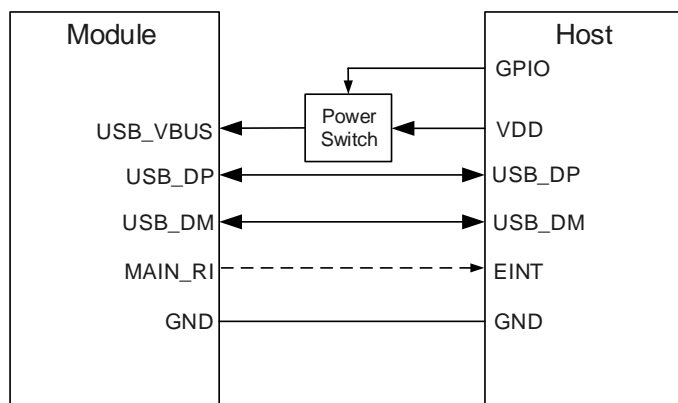 Module
Host
GPIO
Power
Switch
USB_VBUS
VDD
USB_DP
USB_DP
USB_DM
USB_DM
MAIN_RI
EINT
GND
GND